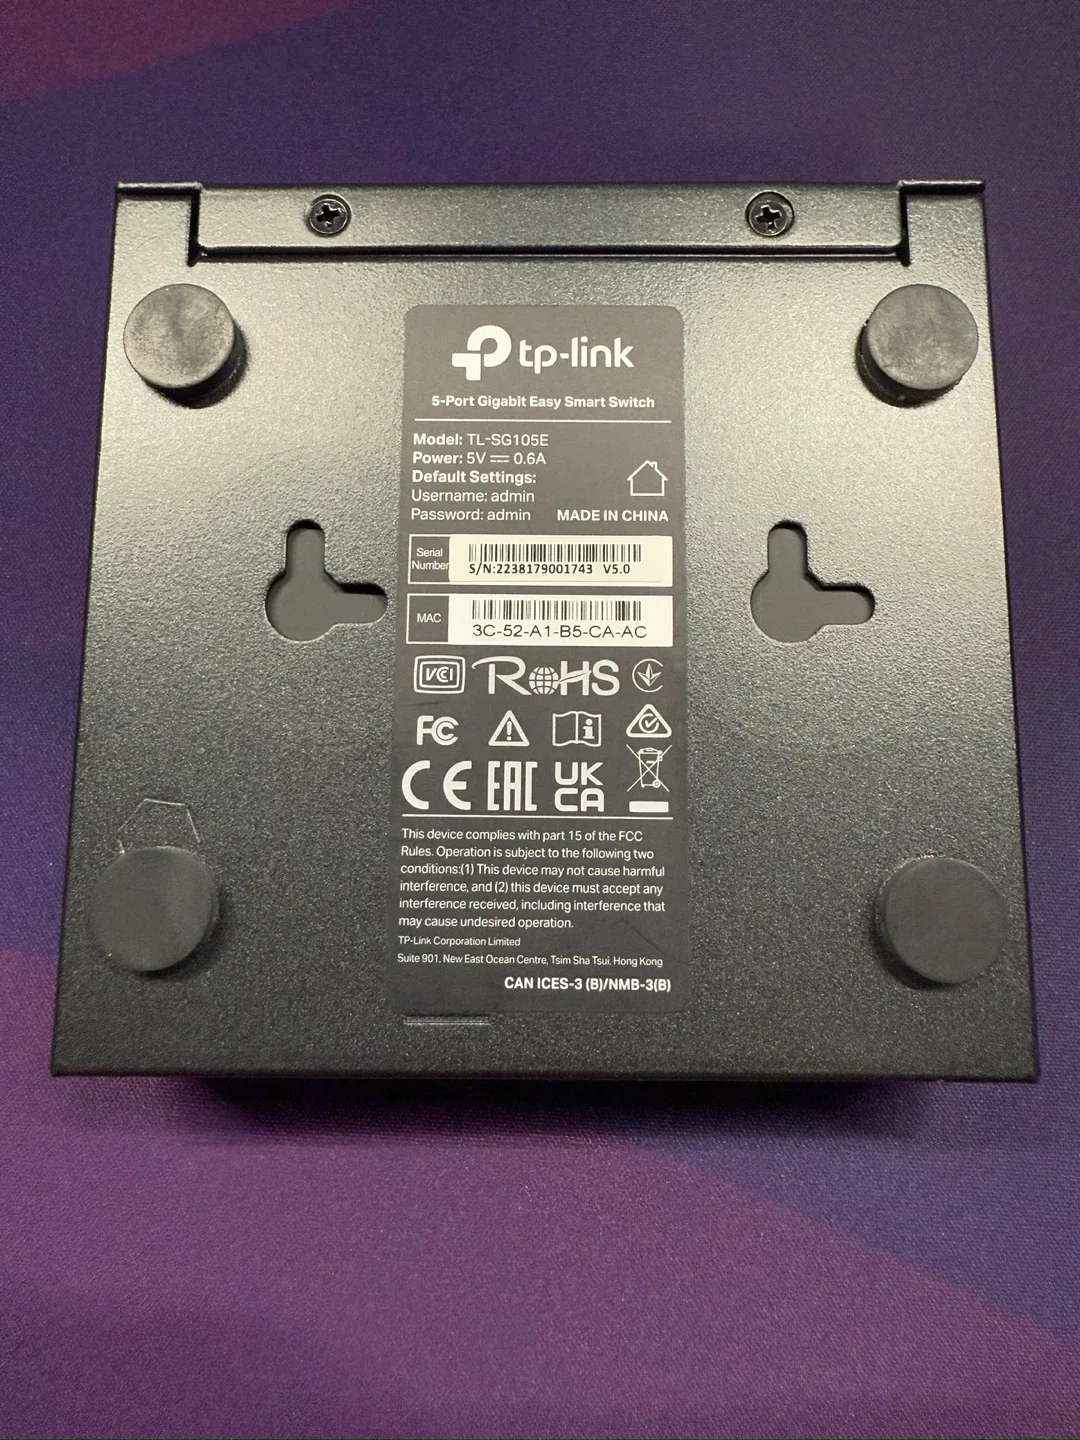 tp-link
5-Port Gigabit Easy Smart Switch
Model: TL-SG105E
Power: 5V ⎓ 0.6A
Default Settings:
Username: admin
Password: admin MADE IN CHINA
Serial Number S/N:2238179001743 V5.0
MAC 3C-52-A1-B5-CA-AC
VCI RoHS
FC
CE EAC UK CA
This device complies with part 15 of the FCC
Rules. Operation is subject to the following two
conditions:(1) This device may not cause harmful
interference, and (2) this device must accept any
interference received, including interference that
may cause undesired operation.
TP-Link Corporation Limited
Suite 901, New East Ocean Centre, Tsim Sha Tsui, Hong Kong
CAN ICES-3 (B)/NMB-3(B)